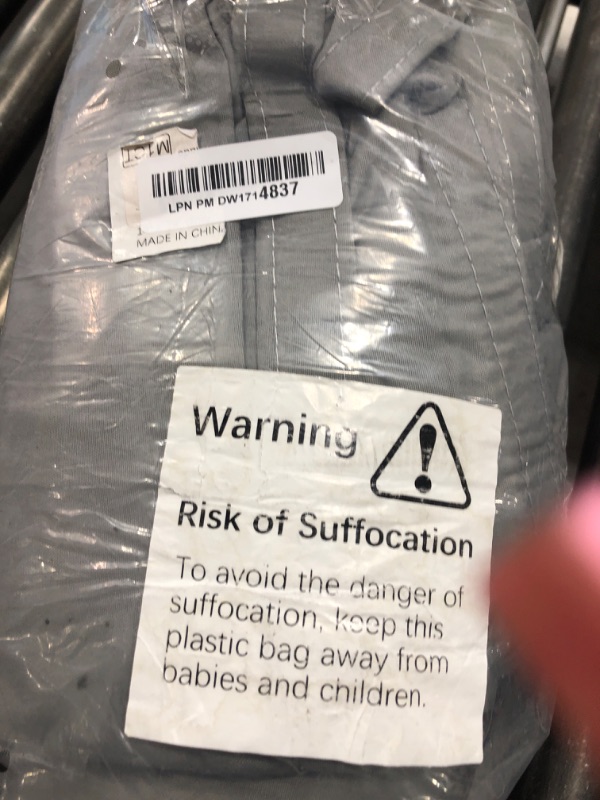 LPN PM DW1714837
MADE IN CHIN
Warning
Risk of Suffocation
To avoid the danger of
suffocation, keep this
plastic bag away from
babies and children.